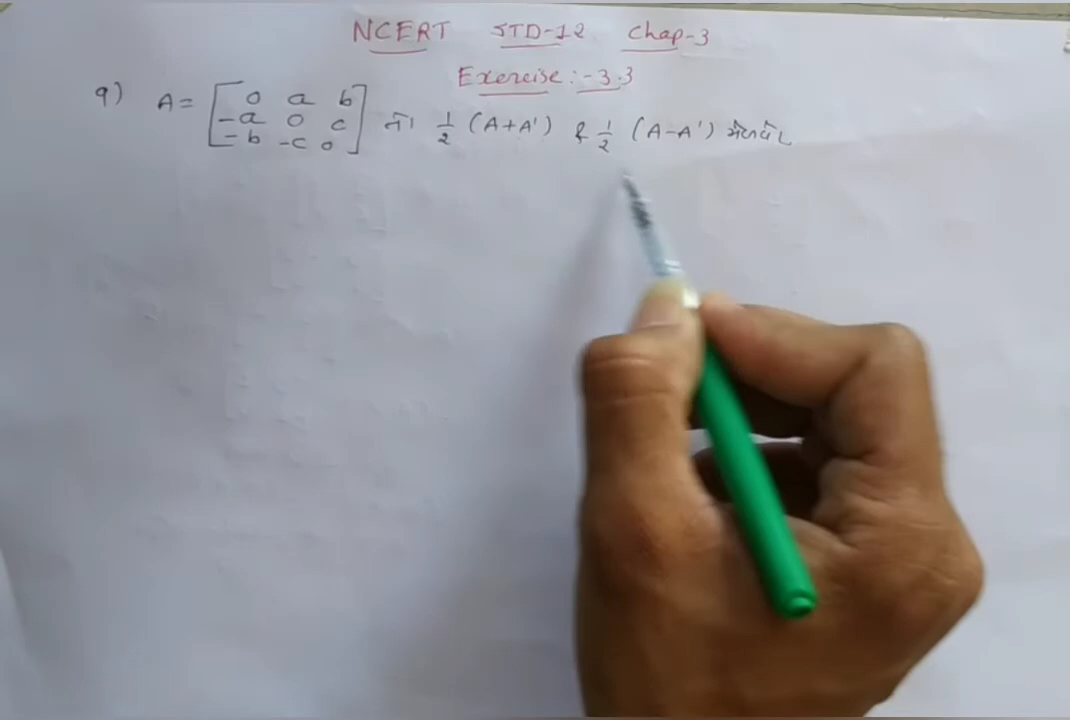 NCERT STD-12 Chap-3
Exercise:-3.3
9) A = [ 0 a b
-a 0 c
-b -c 0 ] તો 1/2 (A+A') & 1/2 (A-A') મેળવો